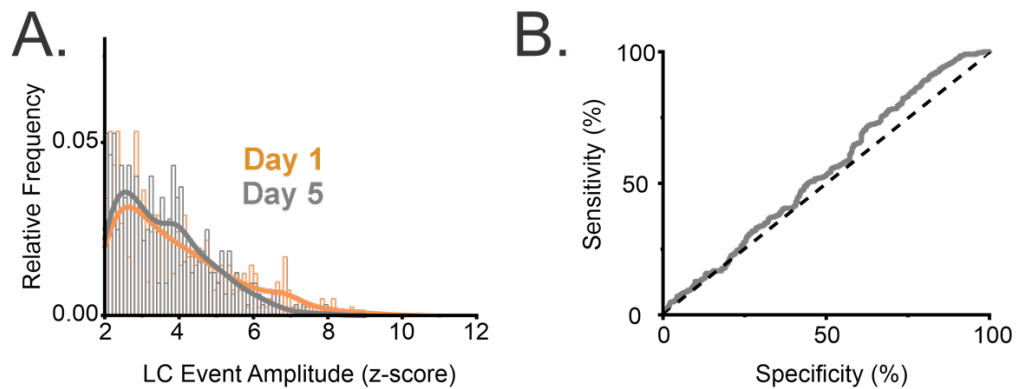 A.
Relative Frequency
0.05
0.00
Day 1
Day 5
2
4
6
8
10
12
LC Event Amplitude (z-score)
B.
Sensitivity (%)
100
50
0
0
50
100
Specificity (%)